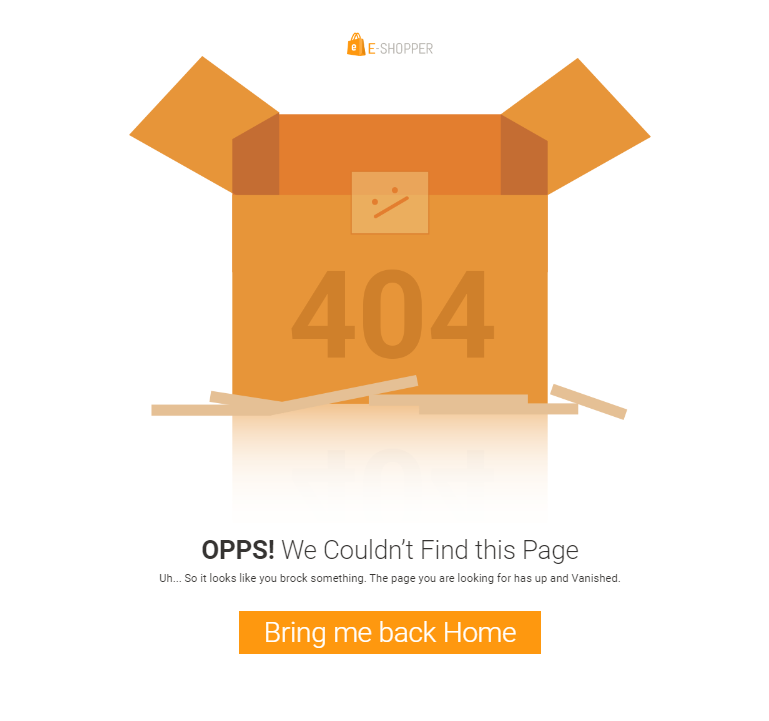 e E-SHOPPER
404
OPPS! We Couldn't Find this Page
Uh... So it looks like you brock something. The page you are looking for has up and Vanished.
Bring me back Home